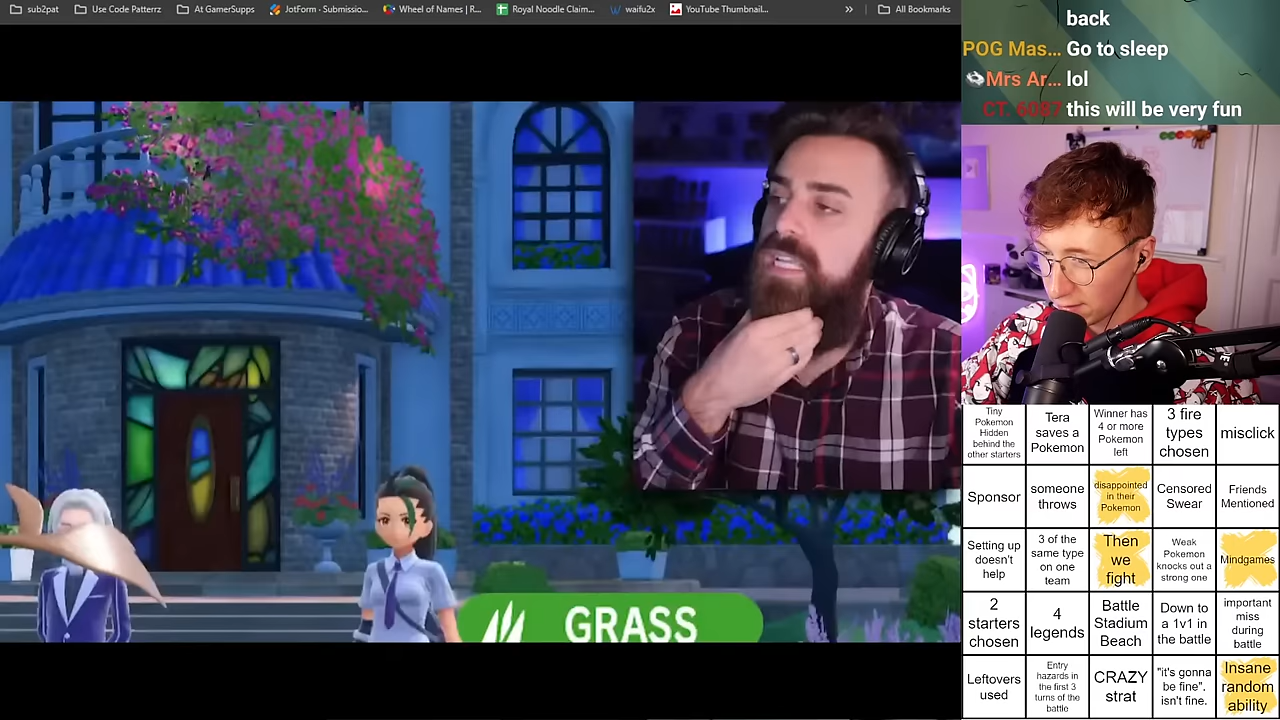 sub2pat
Use Code Patterrz
At GamerSupps
JotForm · Submissio...
Wheel of Names | R...
Royal Noodle Claim...
waifu2x
YouTube Thumbnail...
»
All Bookmarks
back
POG Mas... Go to sleep
Mrs Ar... lol
CT. 6087 this will be very fun
GRASS
Tiny
Pokemon
Hidden
behind the
other starters
Tera
saves a
Pokemon
Winner has
4 or more
Pokemon
left
3 fire
types
chosen
misclick
Sponsor
someone
throws
disappointed
in their
Pokemon
Censored
Swear
Friends
Mentioned
Setting up
doesn't
help
3 of the
same type
on one
team
Then
we
fight
Weak
Pokemon
knocks out a
strong one
Mindgames
2
starters
chosen
4
legends
Battle
Stadium
Beach
Down to
a 1v1 in
the battle
important
miss
during
battle
Leftovers
used
Entry
hazards in
the first 3
turns of the
battle
CRAZY
strat
"it's gonna
be fine".
isn't fine.
Insane
random
ability